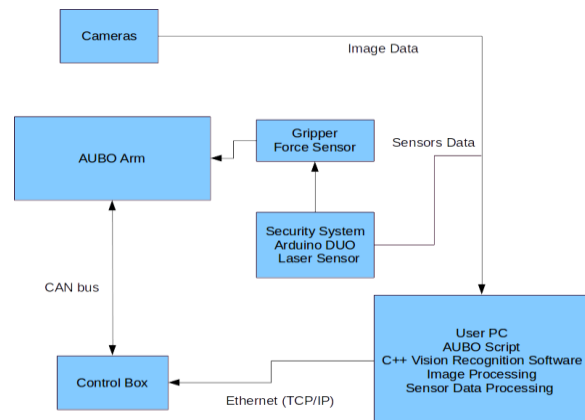 Cameras
Image Data
Gripper
Force Sensor
AUBO Arm
Sensors Data
Security System
Arduino DUO
Laser Sensor
CAN bus
User PC
AUBO Script
C++ Vision Recognition Software
Image Processing
Sensor Data Processing
Control Box
Ethernet (TCP/IP)